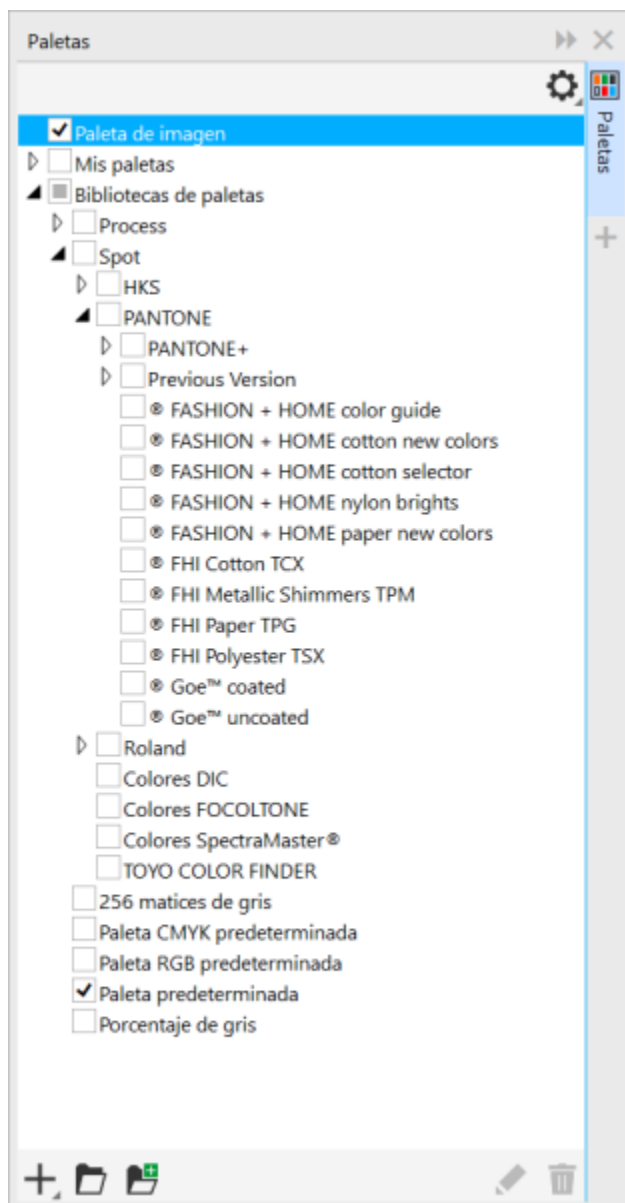 Paletas
Paletas
Paleta de imagen
Mis paletas
Bibliotecas de paletas
Process
Spot
HKS
PANTONE
PANTONE+
Previous Version
® FASHION + HOME color guide
® FASHION + HOME cotton new colors
® FASHION + HOME cotton selector
® FASHION + HOME nylon brights
® FASHION + HOME paper new colors
® FHI Cotton TCX
® FHI Metallic Shimmers TPM
® FHI Paper TPG
® FHI Polyester TSX
® Goe™ coated
® Goe™ uncoated
Roland
Colores DIC
Colores FOCOLTONE
Colores SpectraMaster®
TOYO COLOR FINDER
256 matices de gris
Paleta CMYK predeterminada
Paleta RGB predeterminada
Paleta predeterminada
Porcentaje de gris